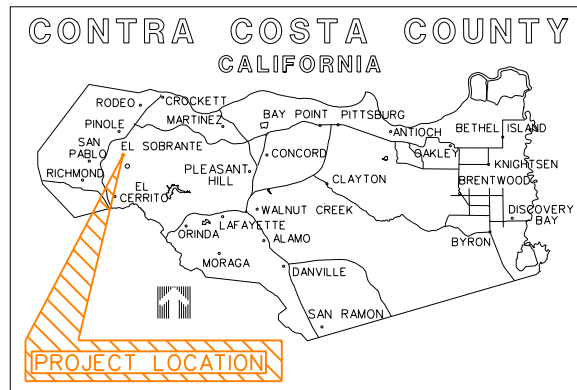 CONTRA COSTA COUNTY
CALIFORNIA
RODEO
CROCKETT
MARTINEZ
BAY POINT
PITTSBURG
PINOLE
ANTIOCH
BETHEL ISLAND
SAN
PABLO
EL SOBRANTE
OAKLEY
CONCORD
KNIGHTSEN
RICHMOND
PLEASANT
HILL
CLAYTON
BRENTWOOD
EL
CERRITO
WALNUT CREEK
DISCOVERY
BAY
LAFAYETTE
ORINDA
ALAMO
BYRON
MORAGA
DANVILLE
SAN RAMON
PROJECT LOCATION